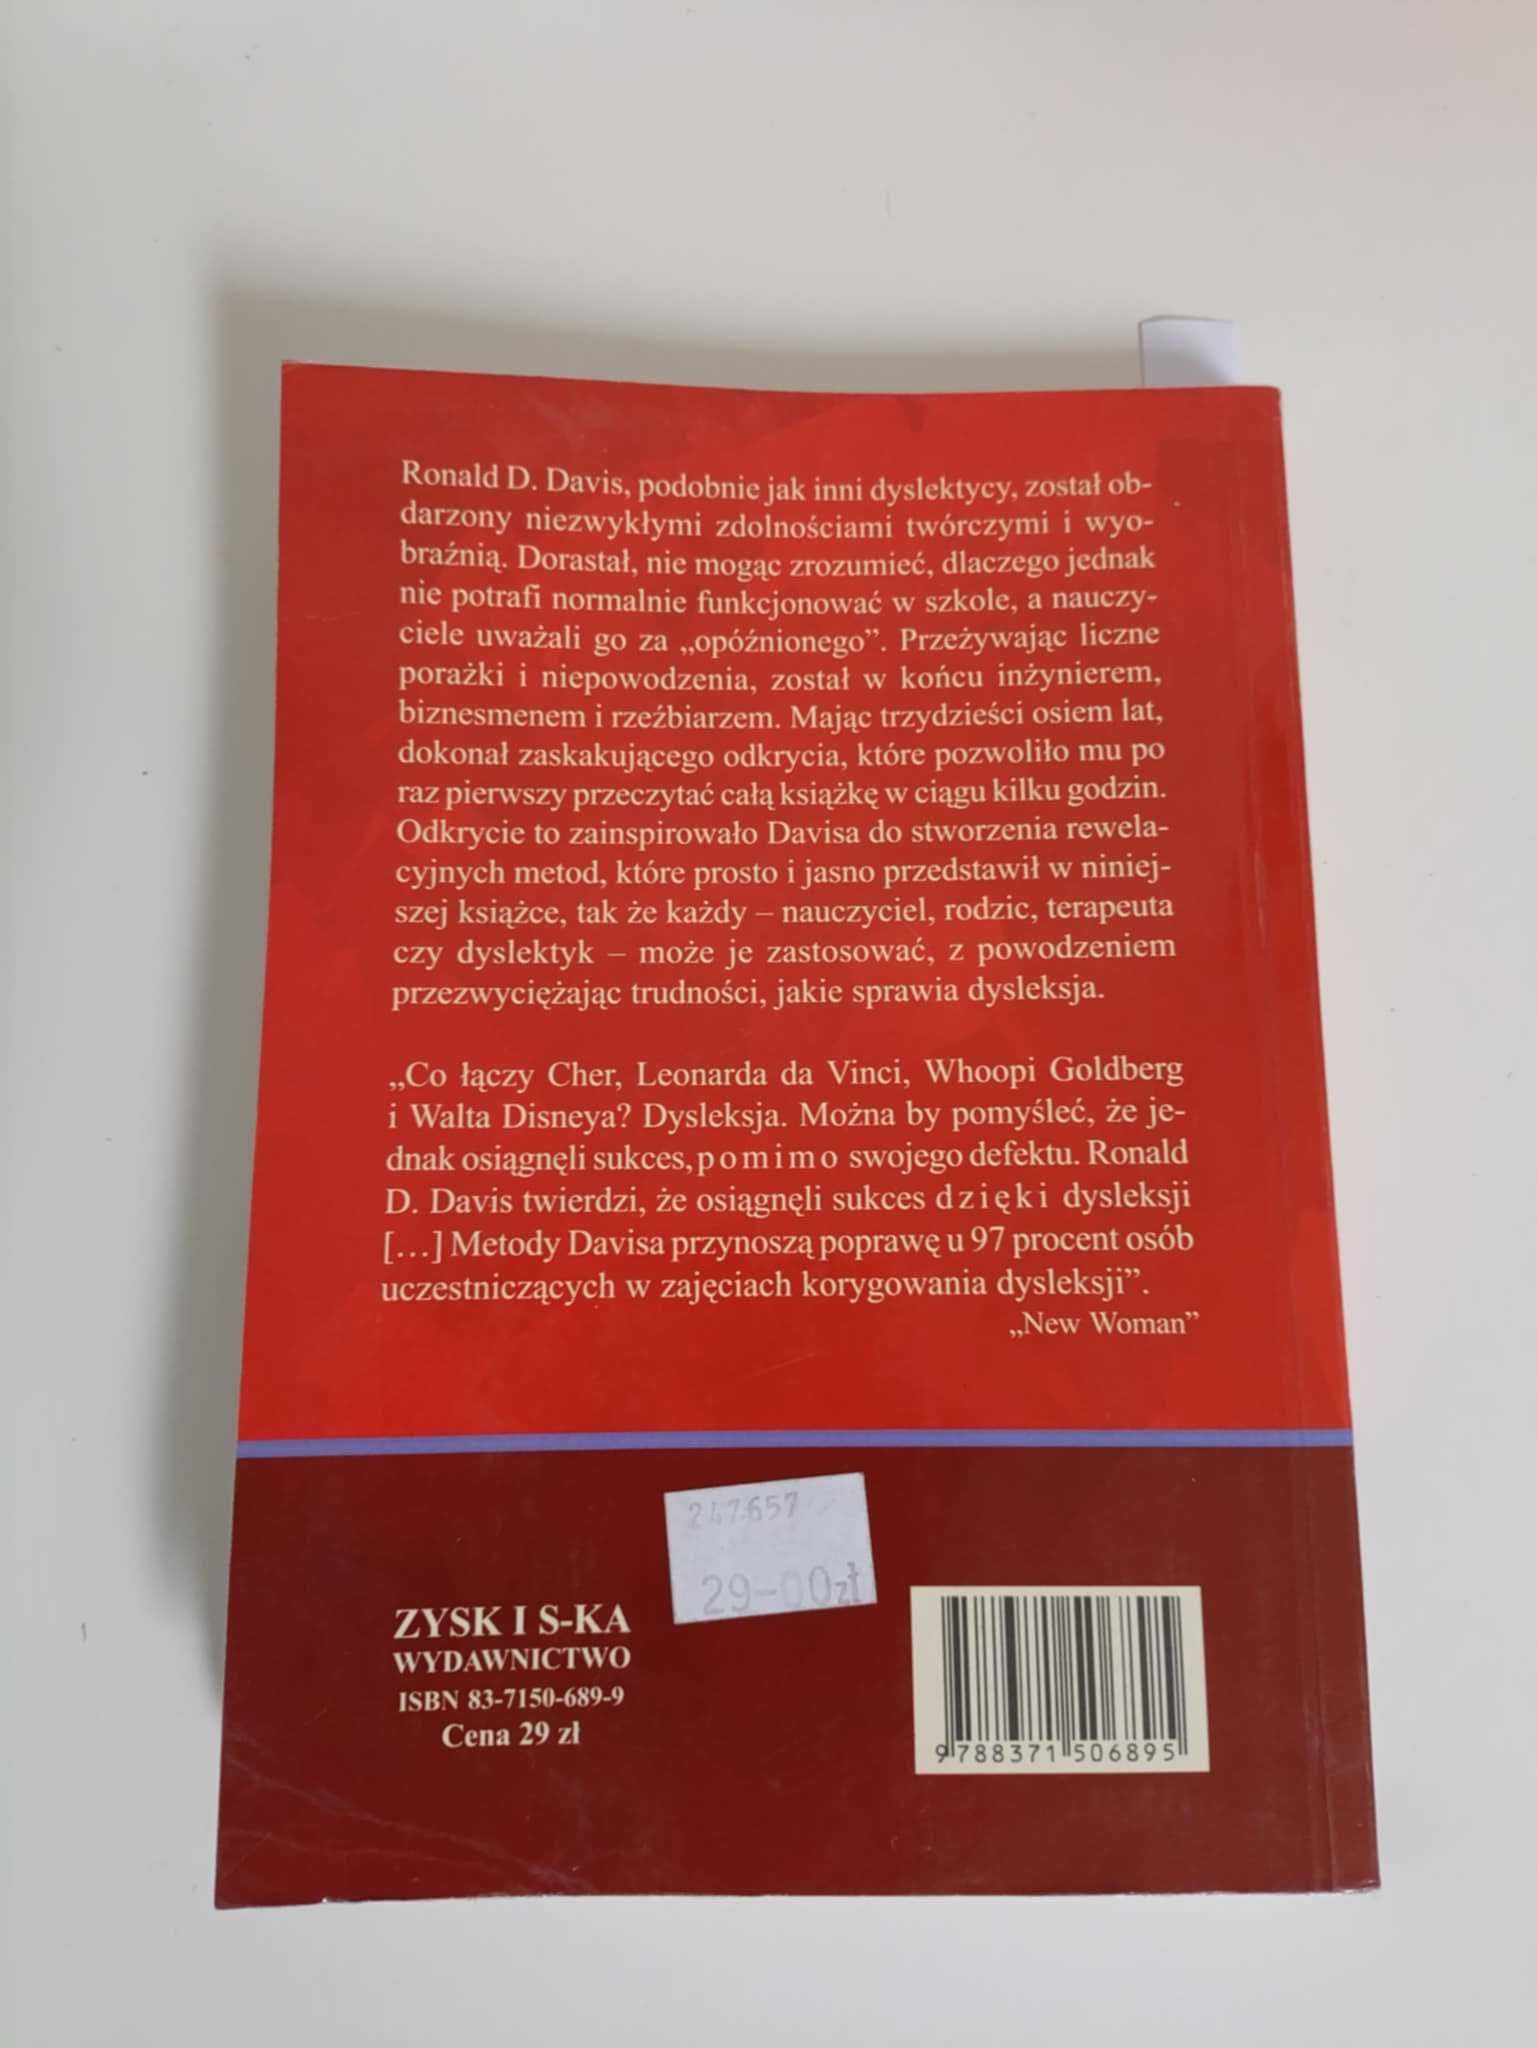 Ronald D. Davis, podobnie jak inni dyslektycy, został ob-
darzony niezwykłymi zdolnościami twórczymi i wyo-
braźnią. Dorastał, nie mogąc zrozumieć, dlaczego jednak
nie potrafi normalnie funkcjonować w szkole, a nauczy-
ciele uważali go za „opóźnionego”. Przeżywając liczne
porażki i niepowodzenia, został w końcu inżynierem,
biznesmenem i rzeźbiarzem. Mając trzydzieści osiem lat,
dokonał zaskakującego odkrycia, które pozwoliło mu po
raz pierwszy przeczytać całą książkę w ciągu kilku godzin.
Odkrycie to zainspirowało Davisa do stworzenia rewela-
cyjnych metod, które prosto i jasno przedstawił w niniej-
szej książce, tak że każdy – nauczyciel, rodzic, terapeuta
czy dyslektyk – może je zastosować, z powodzeniem
przezwyciężając trudności, jakie sprawia dysleksja.
„Co łączy Cher, Leonarda da Vinci, Whoopi Goldberg
i Walta Disneya? Dysleksja. Można by pomyśleć, że je-
dnak osiągnęli sukces, pomimo swojego defektu. Ronald
D. Davis twierdzi, że osiągnęli sukces dzięki dysleksji
[...] Metody Davisa przynoszą poprawę u 97 procent osób
uczestniczących w zajęciach korygowania dysleksji”.
„New Woman”
247657
29-00zł
ZYSK I S-KA
WYDAWNICTWO
ISBN 83-7150-689-9
Cena 29 zł
9 788371 506895